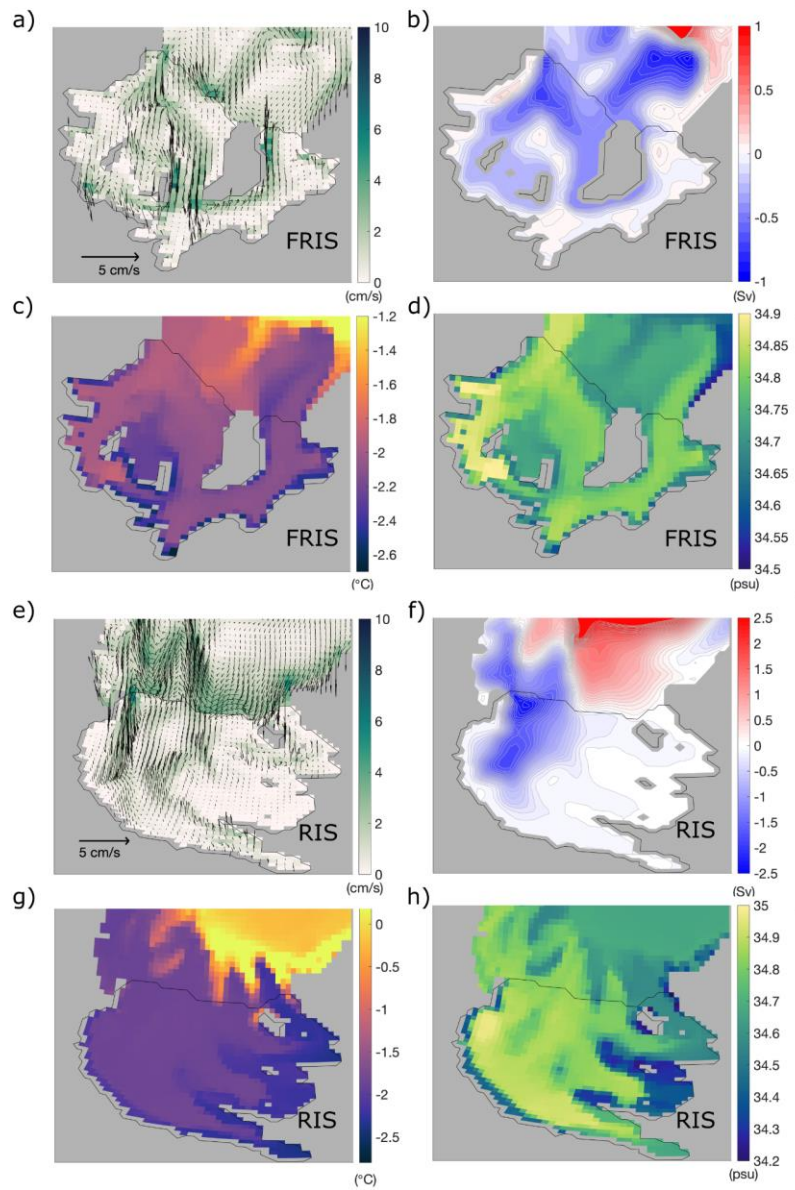 a)
10
8
6
4
2
0
(cm/s)
5 cm/s
FRIS
b)
1
0.5
0
-0.5
-1
(Sv)
c)
-1.2
-1.4
-1.6
-1.8
-2
-2.2
-2.4
-2.6
(°C)
FRIS
d)
34.9
34.85
34.8
34.75
34.7
34.65
34.6
34.55
34.5
(psu)
FRIS
e)
10
8
6
4
2
0
(cm/s)
5 cm/s
RIS
f)
2.5
2
1.5
1
0.5
0
-0.5
-1
-1.5
-2
-2.5
(Sv)
RIS
g)
0
-0.5
-1
-1.5
-2
-2.5
(°C)
RIS
h)
35
34.9
34.8
34.7
34.6
34.5
34.4
34.3
34.2
(psu)
RIS